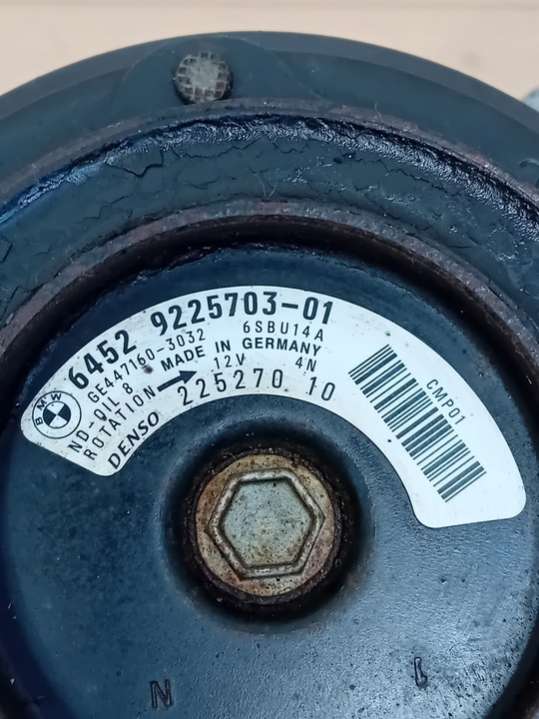 BMW
6452 9225703-01
GE447160-3032 6SBU14A
ND-OIL 8 MADE IN GERMANY
ROTATION → 12V 4N
DENSO 225270.10
CMP01
N